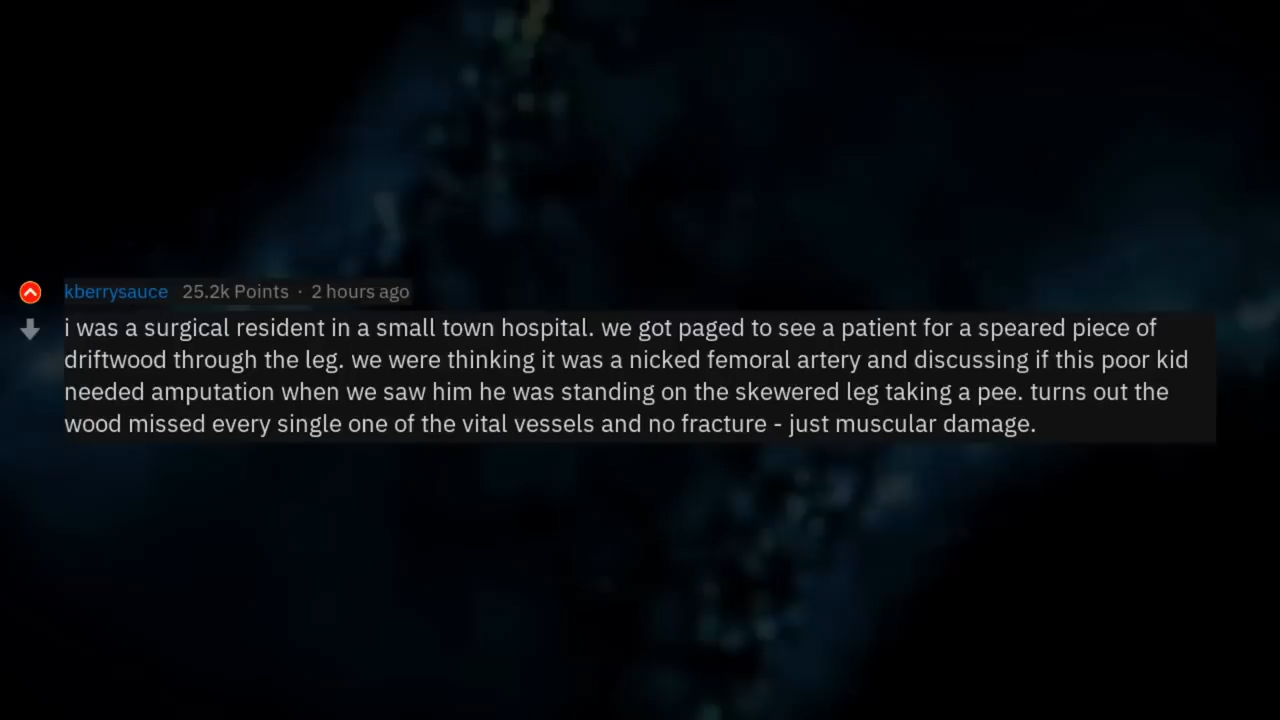 kberrysauce 25.2k Points · 2 hours ago
i was a surgical resident in a small town hospital. we got paged to see a patient for a speared piece of
driftwood through the leg. we were thinking it was a nicked femoral artery and discussing if this poor kid
needed amputation when we saw him he was standing on the skewered leg taking a pee. turns out the
wood missed every single one of the vital vessels and no fracture - just muscular damage.